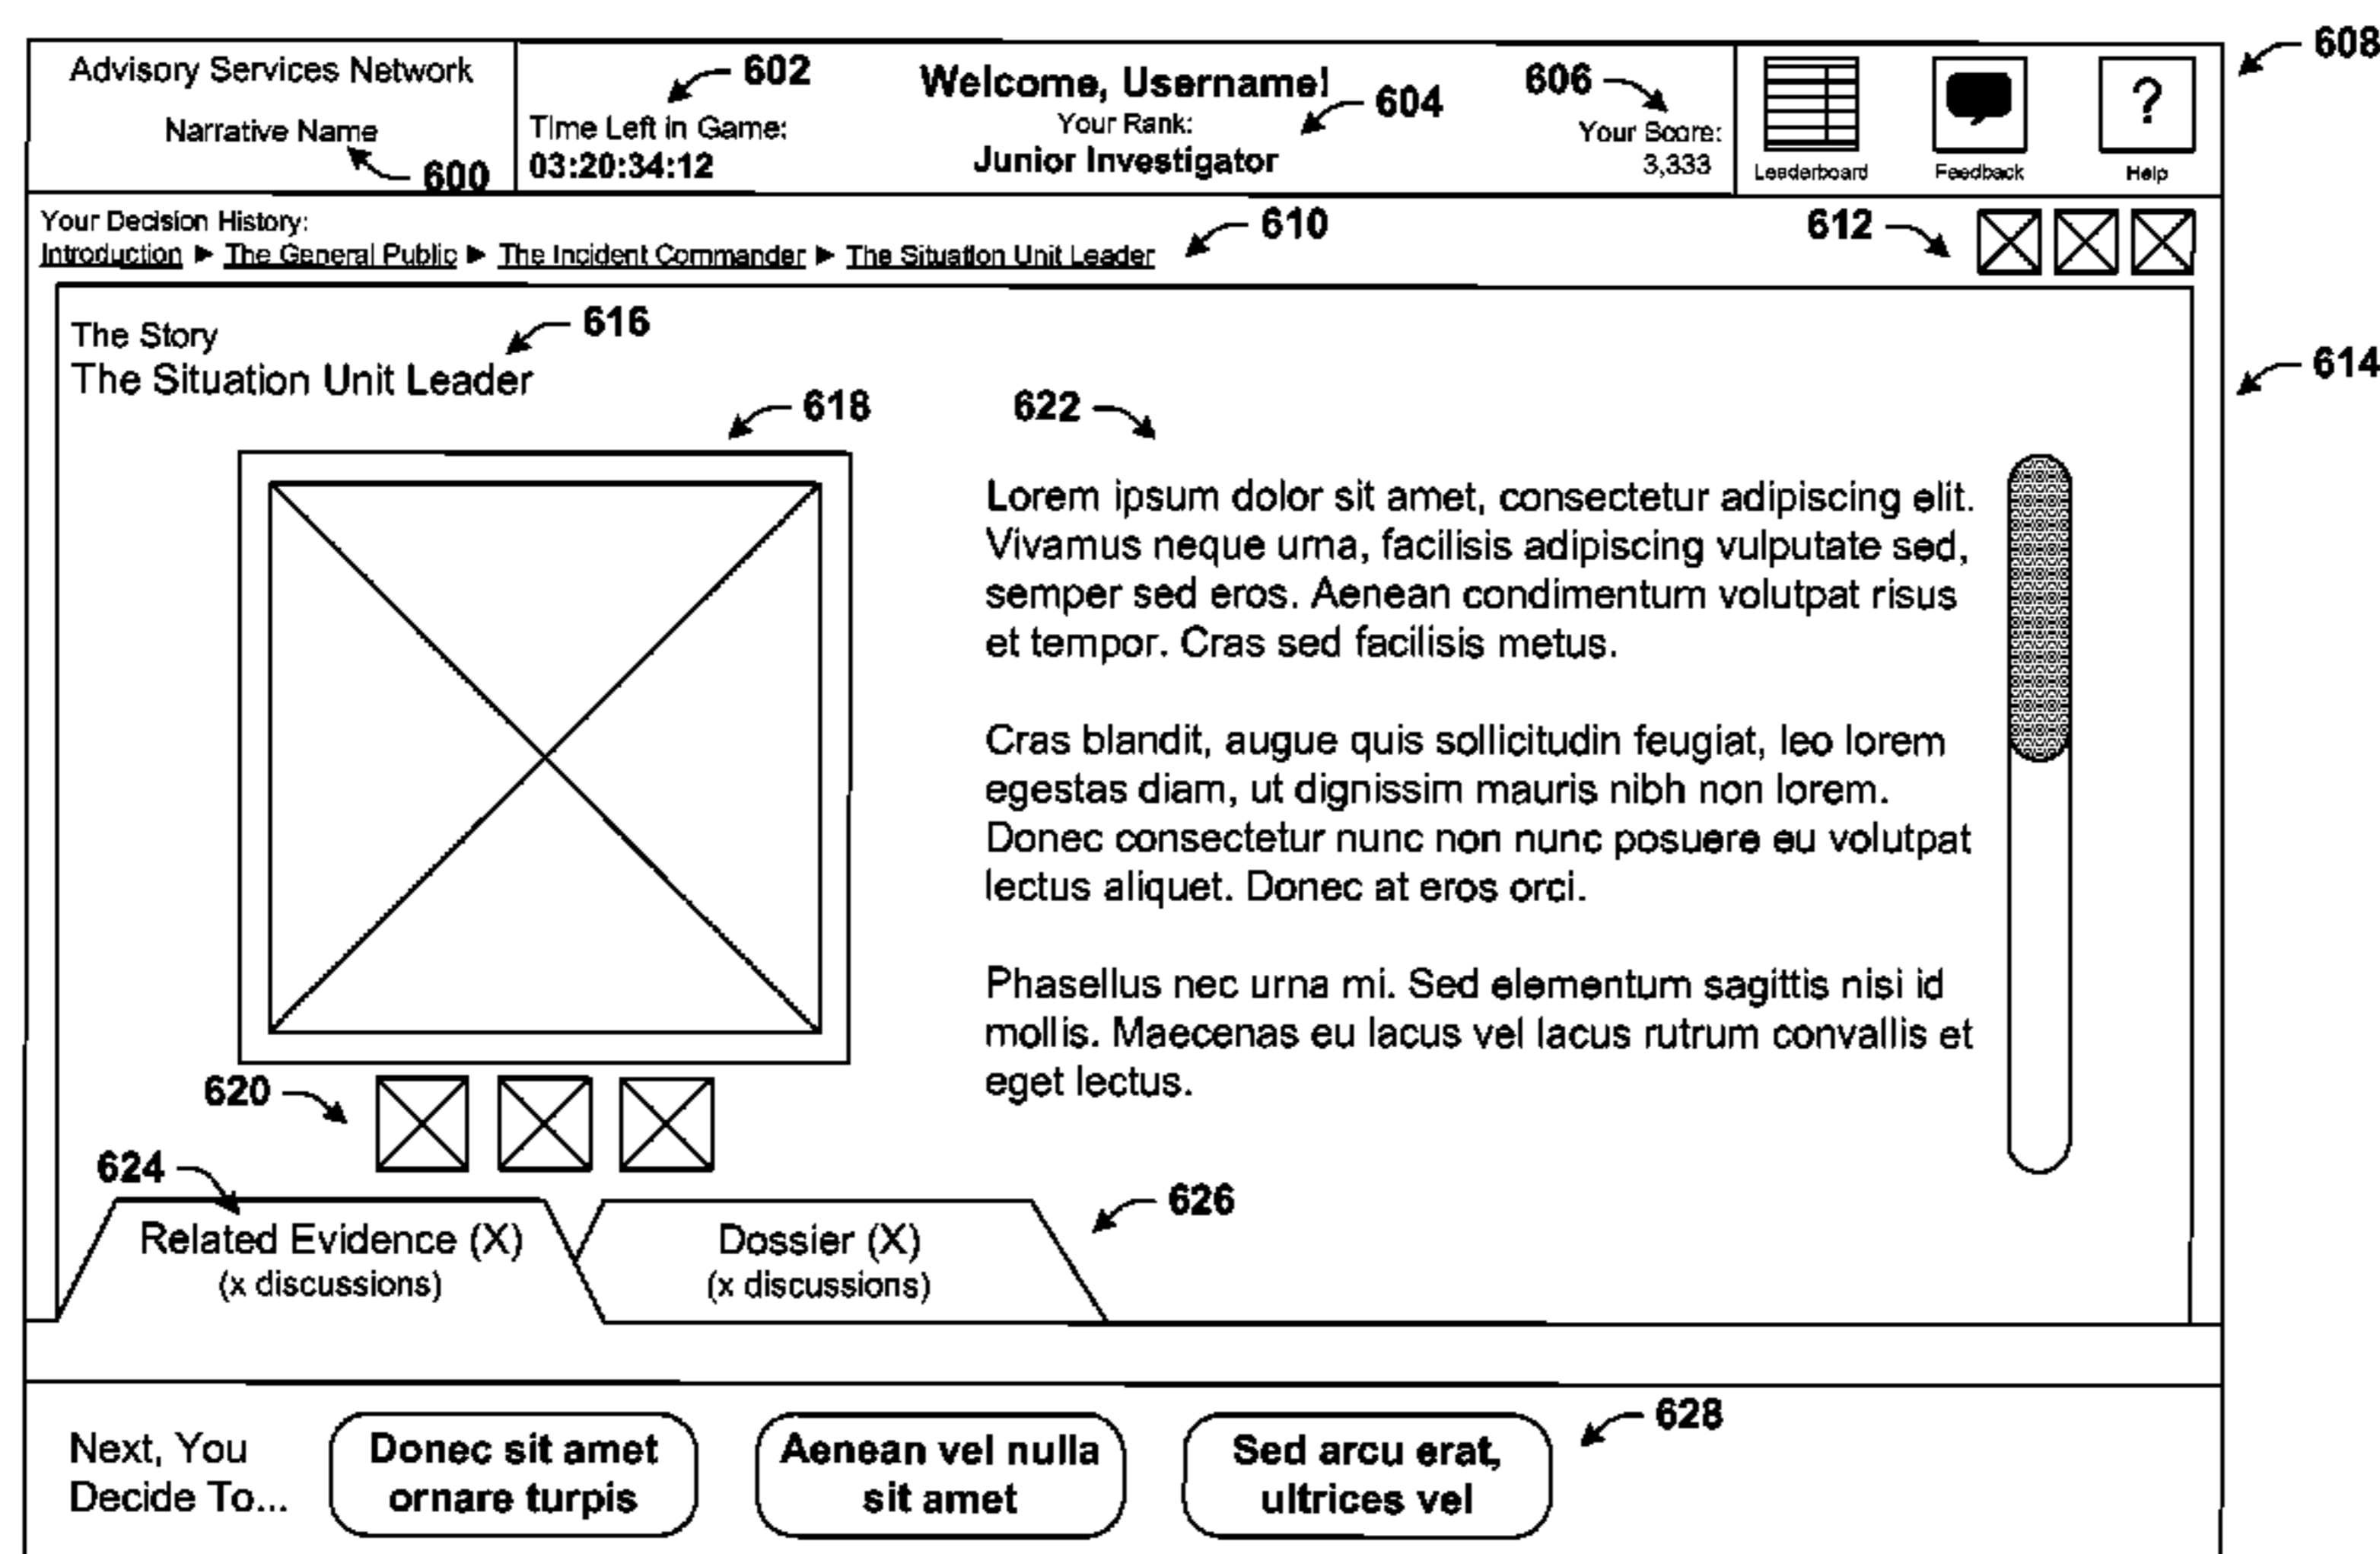 608
Advisory Services Network
602
Welcome, Username!
606
604
?
Narrative Name
Time Left in Game:
Your Rank:
Your Score:
600
03:20:34:12
Junior Investigator
3,333
Leaderboard
Feedback
Help
Your Decision History:
610
612
Introduction ▶ The General Public ▶ The Incident Commander ▶ The Situation Unit Leader
The Story
616
The Situation Unit Leader
614
618
622
Lorem ipsum dolor sit amet, consectetur adipiscing elit.
Vivamus neque urna, facilisis adipiscing vulputate sed,
semper sed eros. Aenean condimentum volutpat risus
et tempor. Cras sed facilisis metus.
Cras blandit, augue quis sollicitudin feugiat, leo lorem
egestas diam, ut dignissim mauris nibh non lorem.
Donec consectetur nunc non nunc posuere eu volutpat
lectus aliquet. Donec at eros orci.
Phasellus nec urna mi. Sed elementum sagittis nisi id
mollis. Maecenas eu lacus vel lacus rutrum convallis et
eget lectus.
620
624
626
Related Evidence (X)
(x discussions)
Dossier (X)
(x discussions)
628
Next, You
Decide To...
Donec sit amet
ornare turpis
Aenean vel nulla
sit amet
Sed arcu erat,
ultrices vel